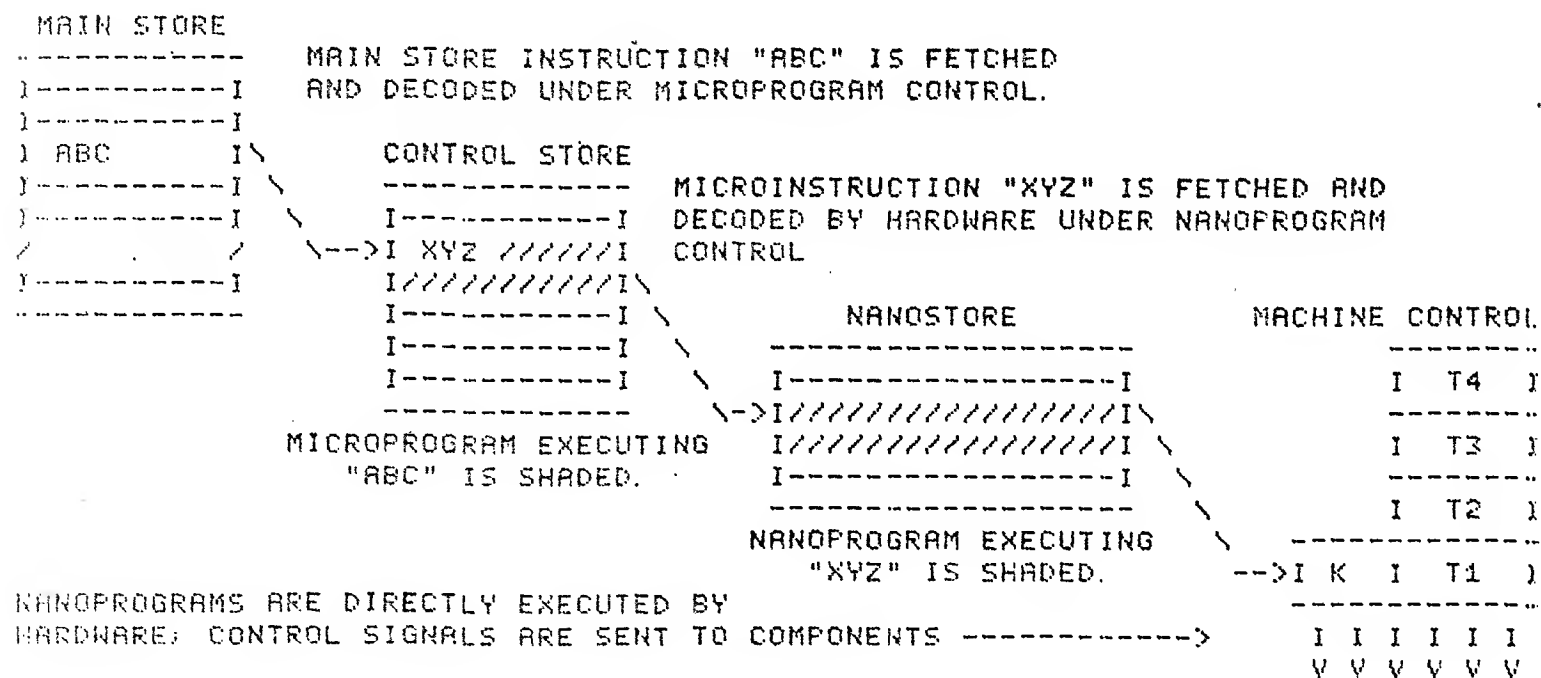 MAIN STORE
MAIN STORE INSTRUCTION "ABC" IS FETCHED
AND DECODED UNDER MICROPROGRAM CONTROL.
ABC
CONTROL STORE
MICROINSTRUCTION "XYZ" IS FETCHED AND
DECODED BY HARDWARE UNDER NANOPROGRAM
CONTROL
XYZ
NANOSTORE
MACHINE CONTROL
T4
MICROPROGRAM EXECUTING
"ABC" IS SHADED.
T3
T2
NANOPROGRAM EXECUTING
"XYZ" IS SHADED.
K I T1
NANOPROGRAMS ARE DIRECTLY EXECUTED BY
HARDWARE; CONTROL SIGNALS ARE SENT TO COMPONENTS ------------>
I I I I I I
V V V V V V